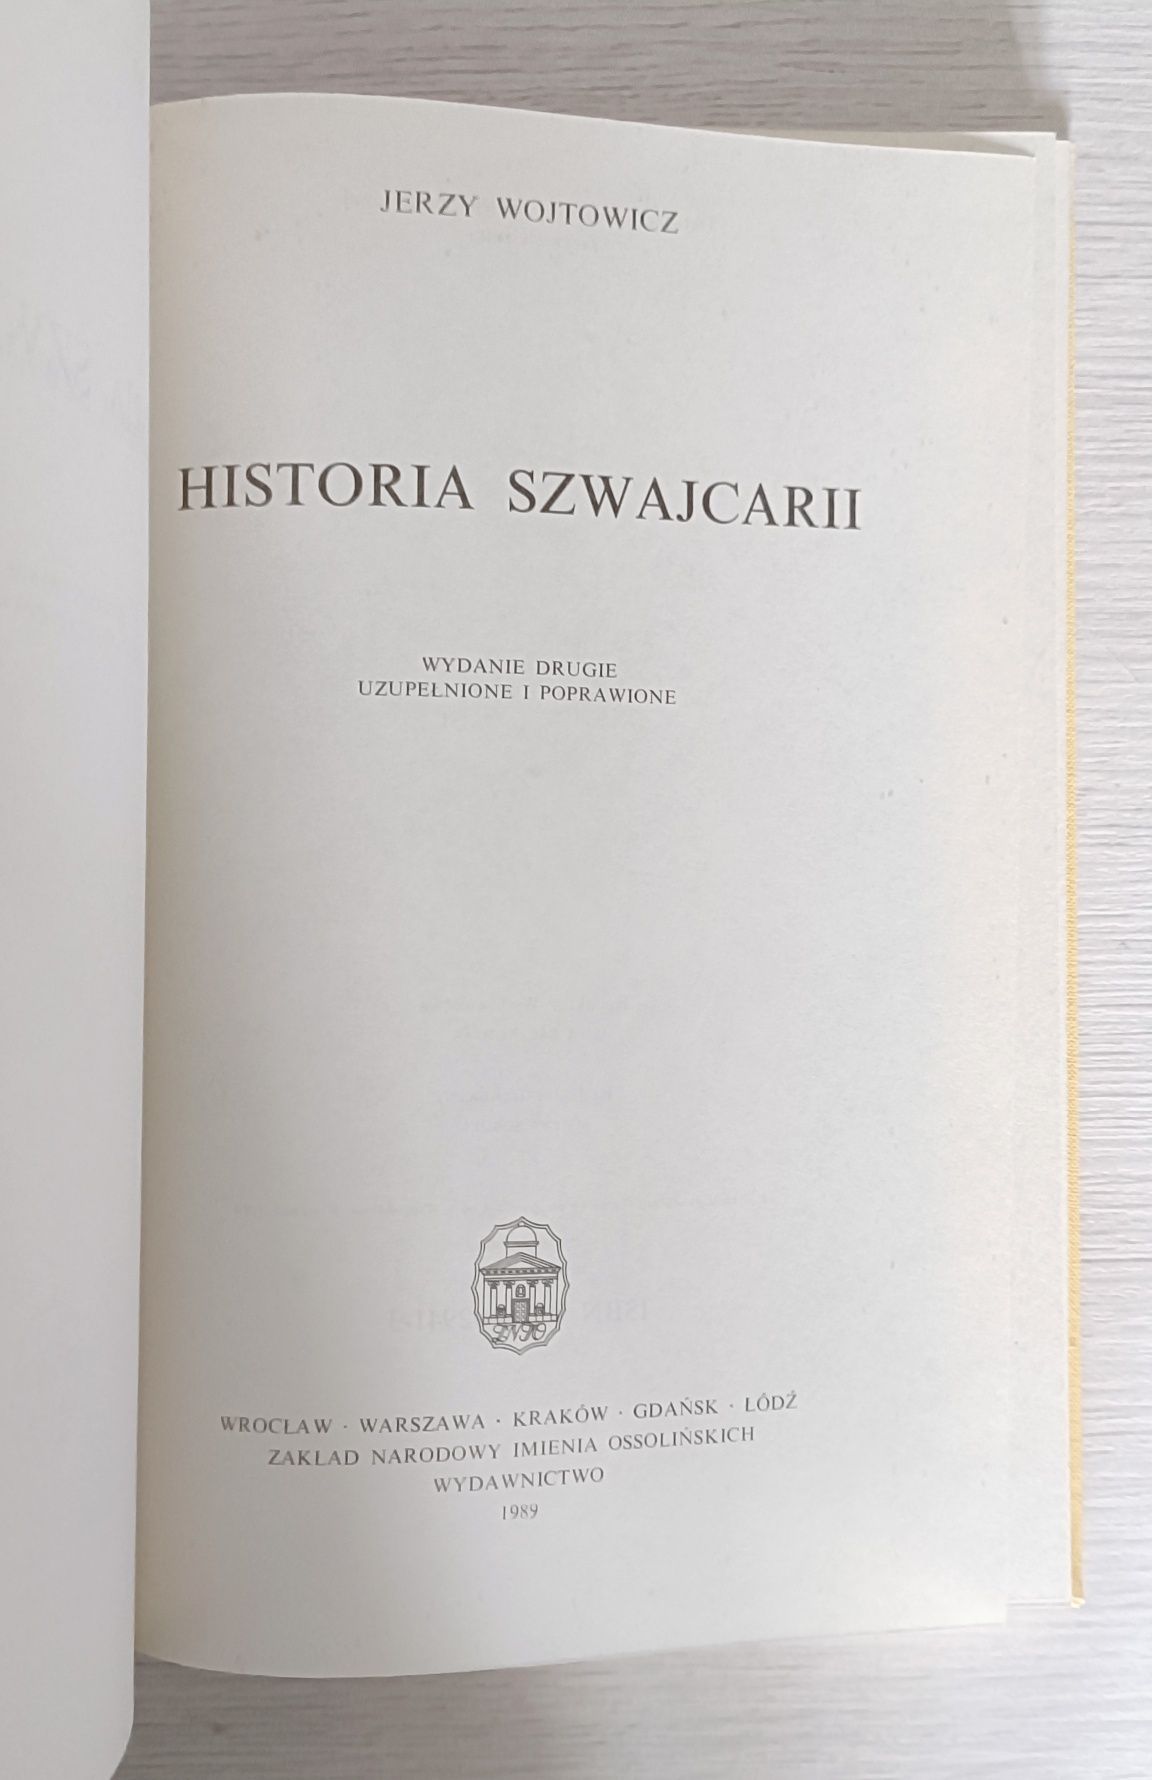 JERZY WOJTOWICZ
HISTORIA SZWAJCARII
WYDANIE DRUGIE
UZUPEŁNIONE I POPRAWIONE
ZNIO
WROCŁAW · WARSZAWA · KRAKÓW · GDAŃSK · ŁÓDŹ
ZAKŁAD NARODOWY IMIENIA OSSOLIŃSKICH
WYDAWNICTWO
1989